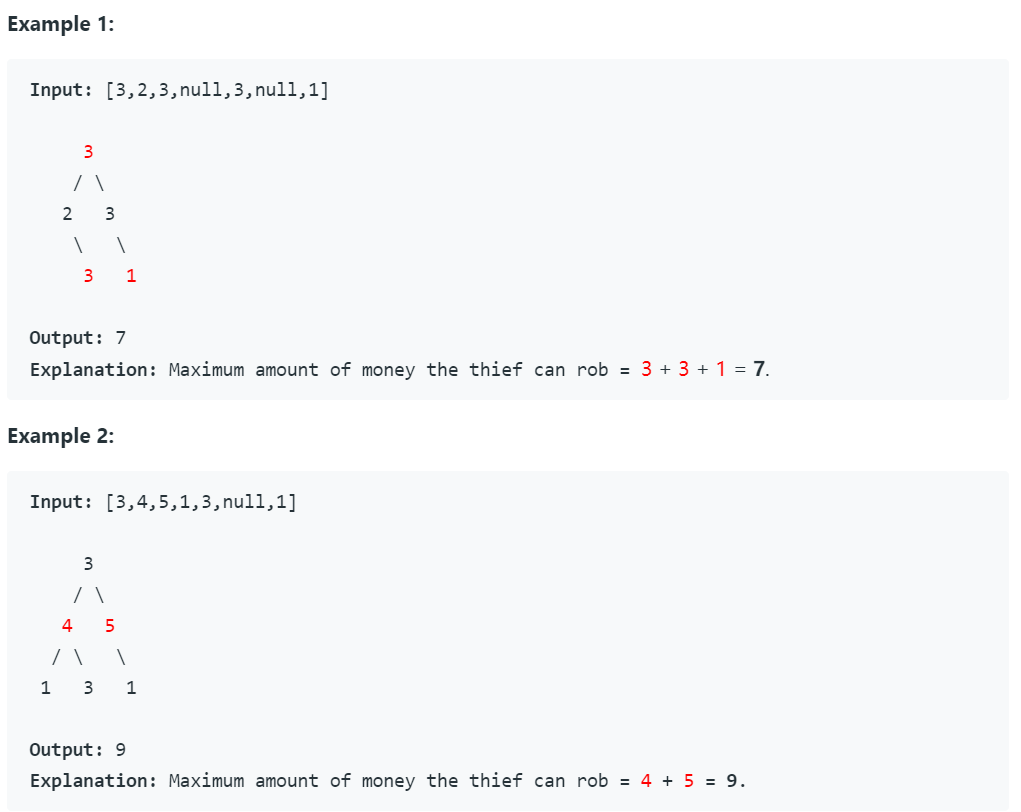 Example 1:
Input: [3,2,3,null,3,null,1]
3
/ \
2   3
\   \
3   1
Output: 7
Explanation: Maximum amount of money the thief can rob = 3 + 3 + 1 = 7.
Example 2:
Input: [3,4,5,1,3,null,1]
3
/ \
4   5
/ \   \
1   3   1
Output: 9
Explanation: Maximum amount of money the thief can rob = 4 + 5 = 9.